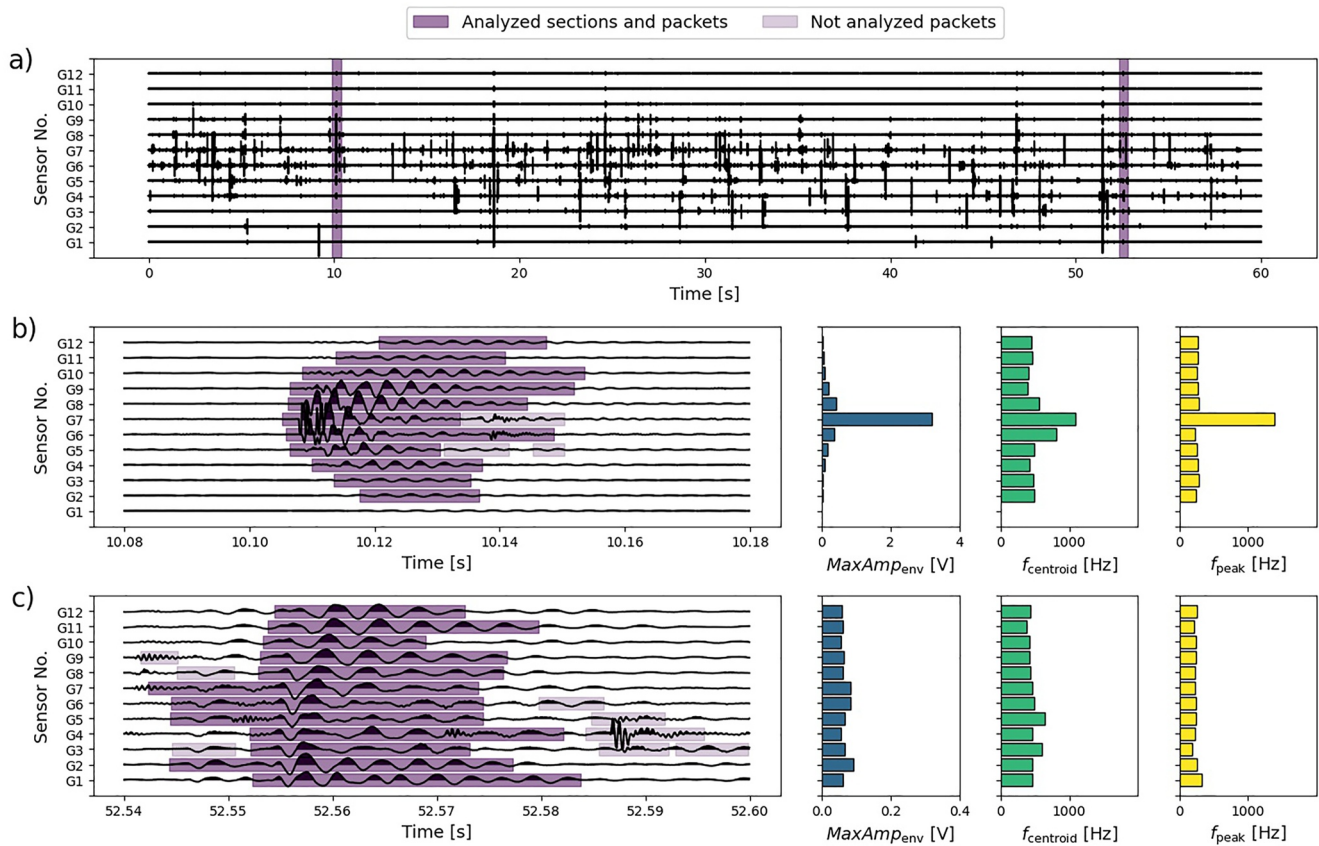 Analyzed sections and packets Not analyzed packets
a)
G12
G11
G10
G9
G8
G7
G6
G5
G4
G3
G2
G1
Sensor No.
0 10 20 30 40 50 60
Time [s]
b)
G12
G11
G10
G9
G8
G7
G6
G5
G4
G3
G2
G1
Sensor No.
10.08 10.10 10.12 10.14 10.16 10.18 0 2 4 0 1000 0 1000
Time [s] MaxAmpenv [V] fcentroid [Hz] fpeak [Hz]
c)
G12
G11
G10
G9
G8
G7
G6
G5
G4
G3
G2
G1
Sensor No.
52.54 52.55 52.56 52.57 52.58 52.59 52.60 0.0 0.2 0.4 0 1000 0 1000
Time [s] MaxAmpenv [V] fcentroid [Hz] fpeak [Hz]